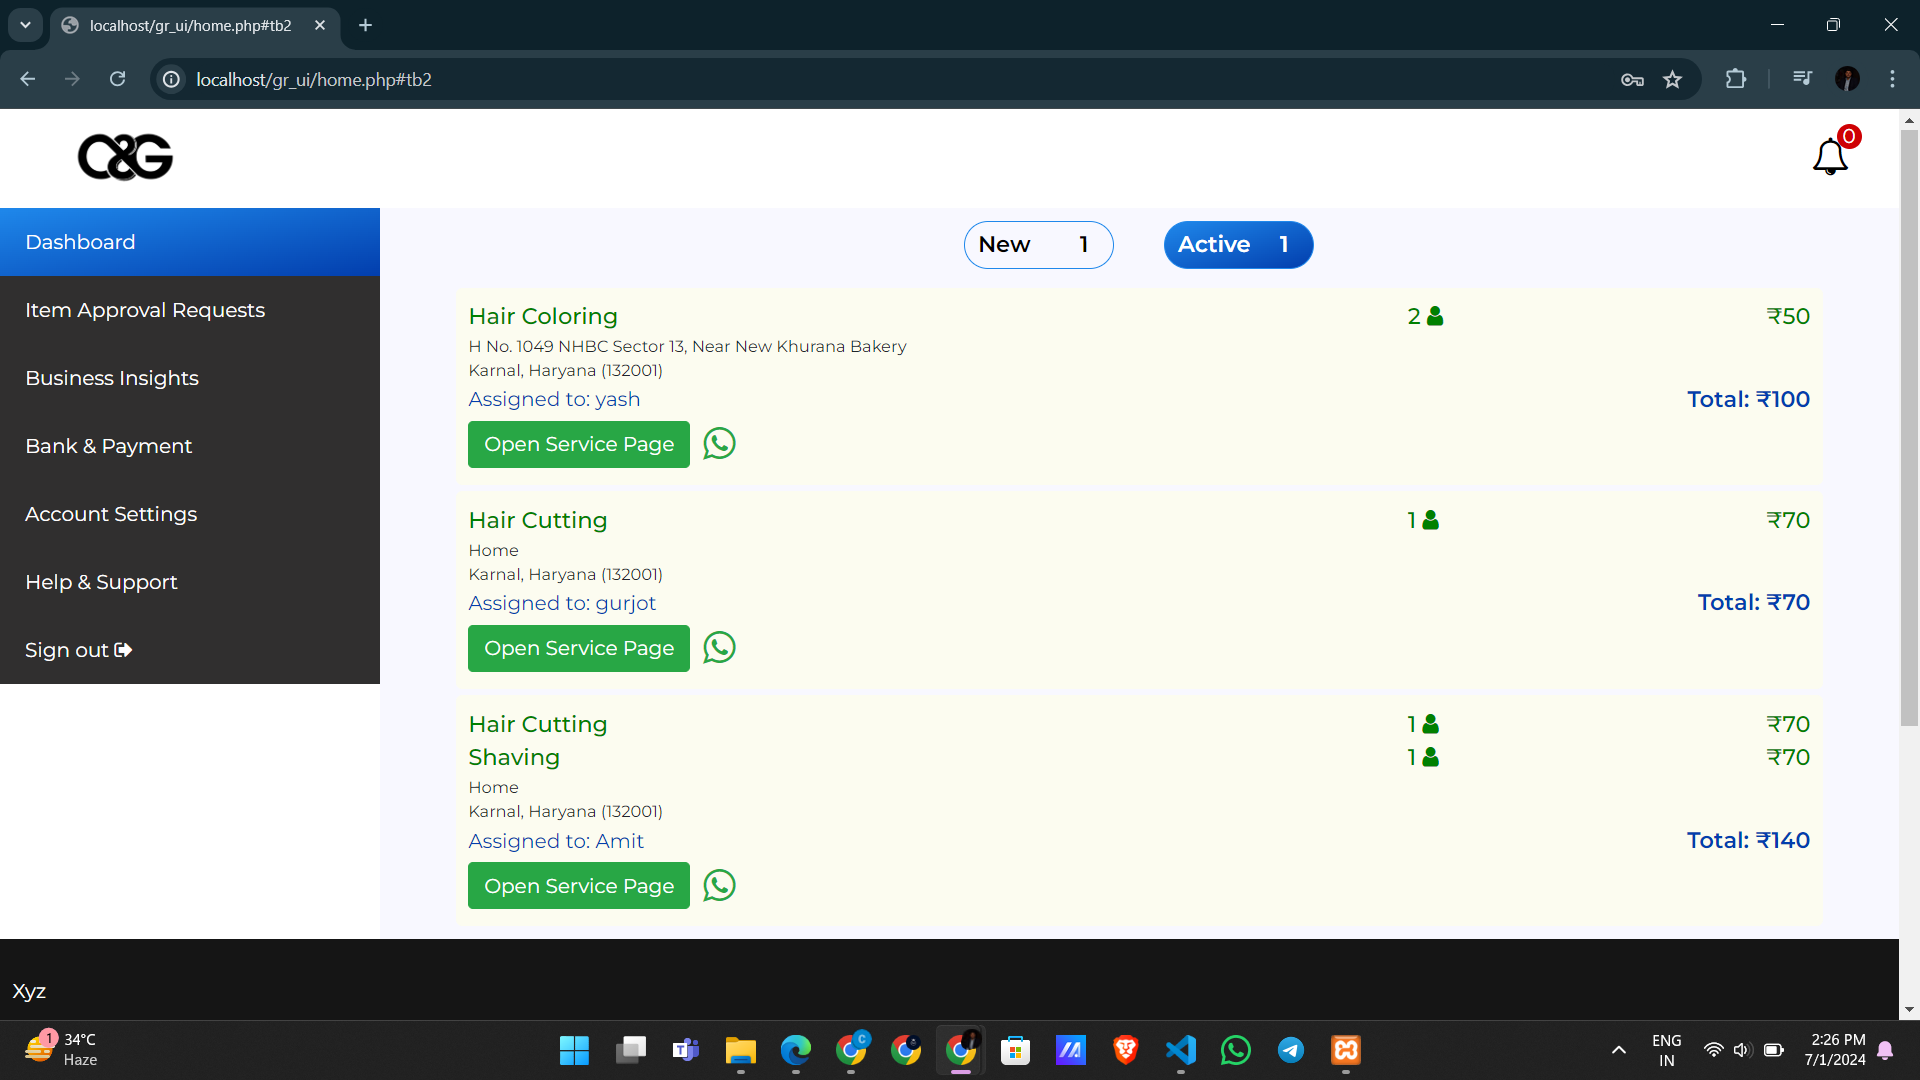 localhost/gr_ui/home.php#tb2
localhost/gr_ui/home.php#tb2
C&G
0
Dashboard
Item Approval Requests
Business Insights
Bank & Payment
Account Settings
Help & Support
Sign out
New 1
Active 1
Hair Coloring 2 ₹50
H No. 1049 NHBC Sector 13, Near New Khurana Bakery
Karnal, Haryana (132001)
Assigned to: yash Total: ₹100
Open Service Page
Hair Cutting 1 ₹70
Home
Karnal, Haryana (132001)
Assigned to: gurjot Total: ₹70
Open Service Page
Hair Cutting 1 ₹70
Shaving 1 ₹70
Home
Karnal, Haryana (132001)
Assigned to: Amit Total: ₹140
Open Service Page
Xyz
1
34°C
Haze
C
ENG
IN
2:26 PM
7/1/2024